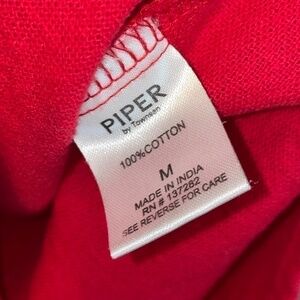 PIPER
by Townsen
100%COTTON
M
MADE IN INDIA
RN # 137282
SEE REVERSE FOR CARE